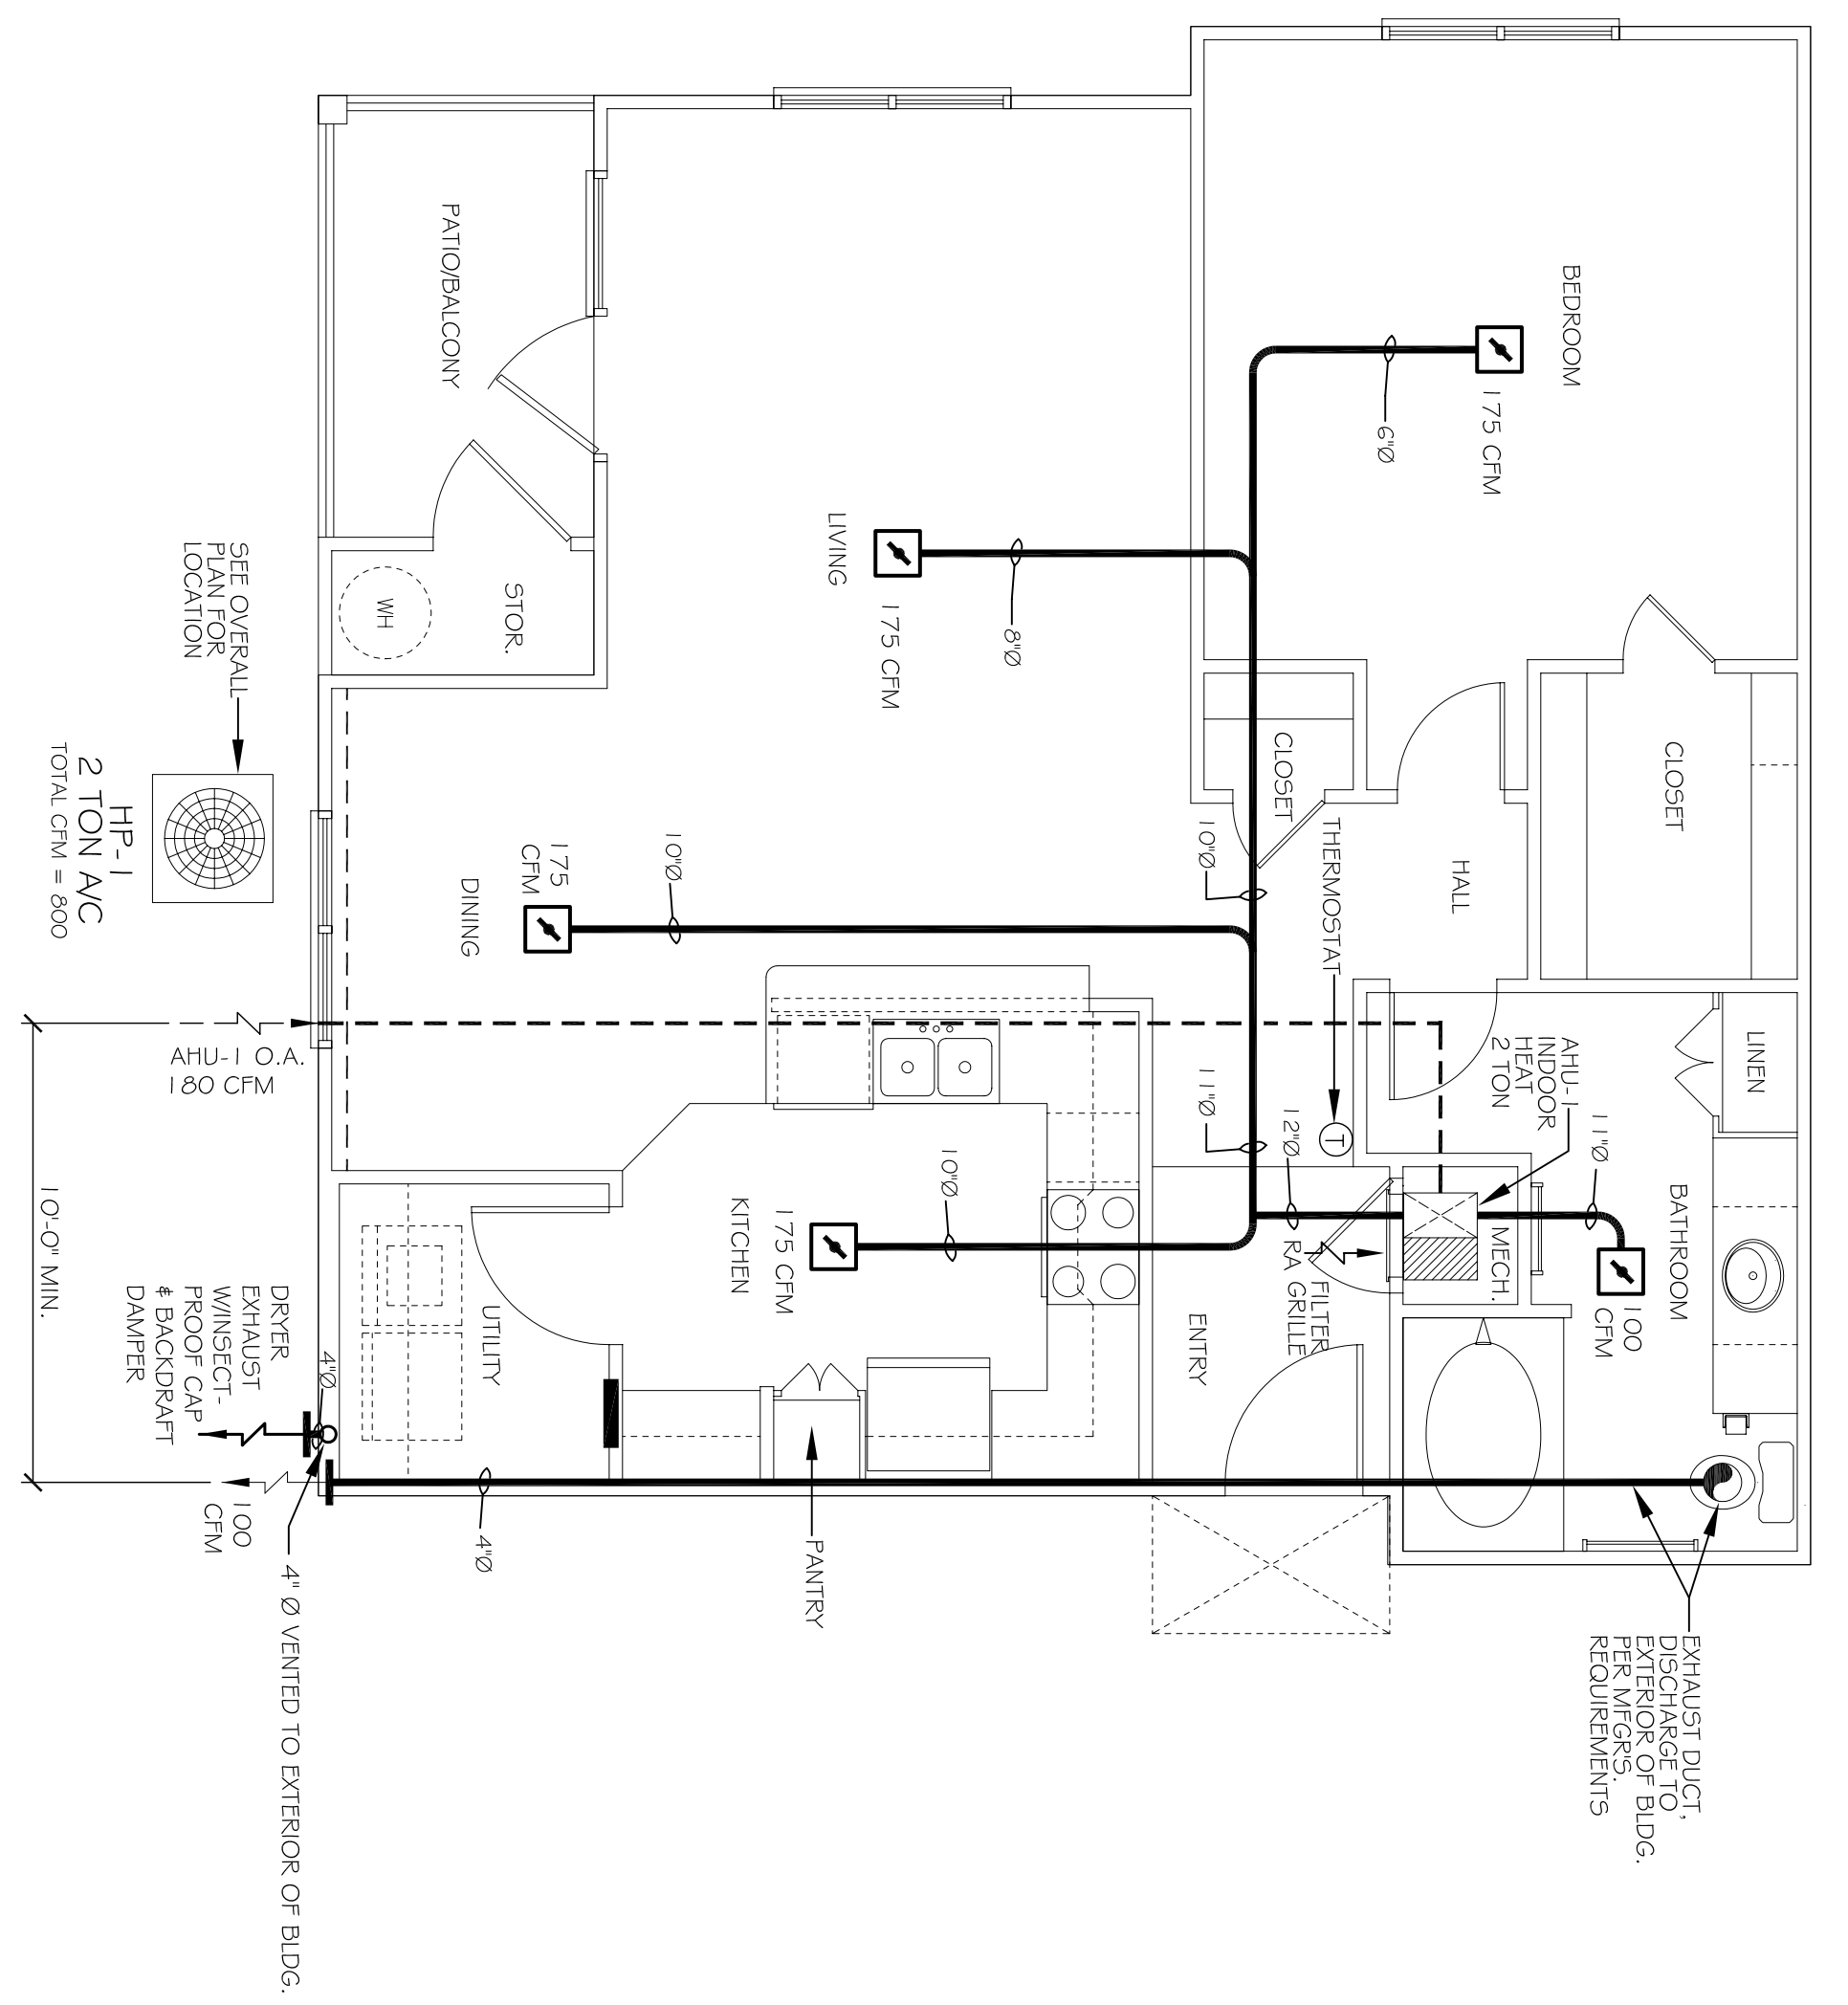 BEDROOM
175 CFM
6"Ø
PATIO/BALCONY
LIVING
175 CFM
8"Ø
STOR.
WH
SEE OVERALL
PLAN FOR
LOCATION
HP-1
2 TON A/C
TOTAL CFM = 800
CLOSET
CLOSET
HALL
THERMOSTAT
T
10"Ø
10"Ø
175
CFM
DINING
LINEN
AHU-1
INDOOR
HEAT
2 TON
11"Ø
11"Ø
12"Ø
AHU-1 O.A.
180 CFM
10'-0" MIN.
BATHROOM
MECH.
100
CFM
FILTER
RA GRILLE
10"Ø
KITCHEN
175 CFM
ENTRY
UTILITY
DRYER
EXHAUST
W/INSECT-
PROOF CAP
& BACKDRAFT
DAMPER
4"Ø
4"Ø
100
CFM
PANTRY
4" Ø VENTED TO EXTERIOR OF BLDG.
EXHAUST DUCT,
DISCHARGE TO
EXTERIOR OF BLDG.
PER MFGR'S.
REQUIREMENTS